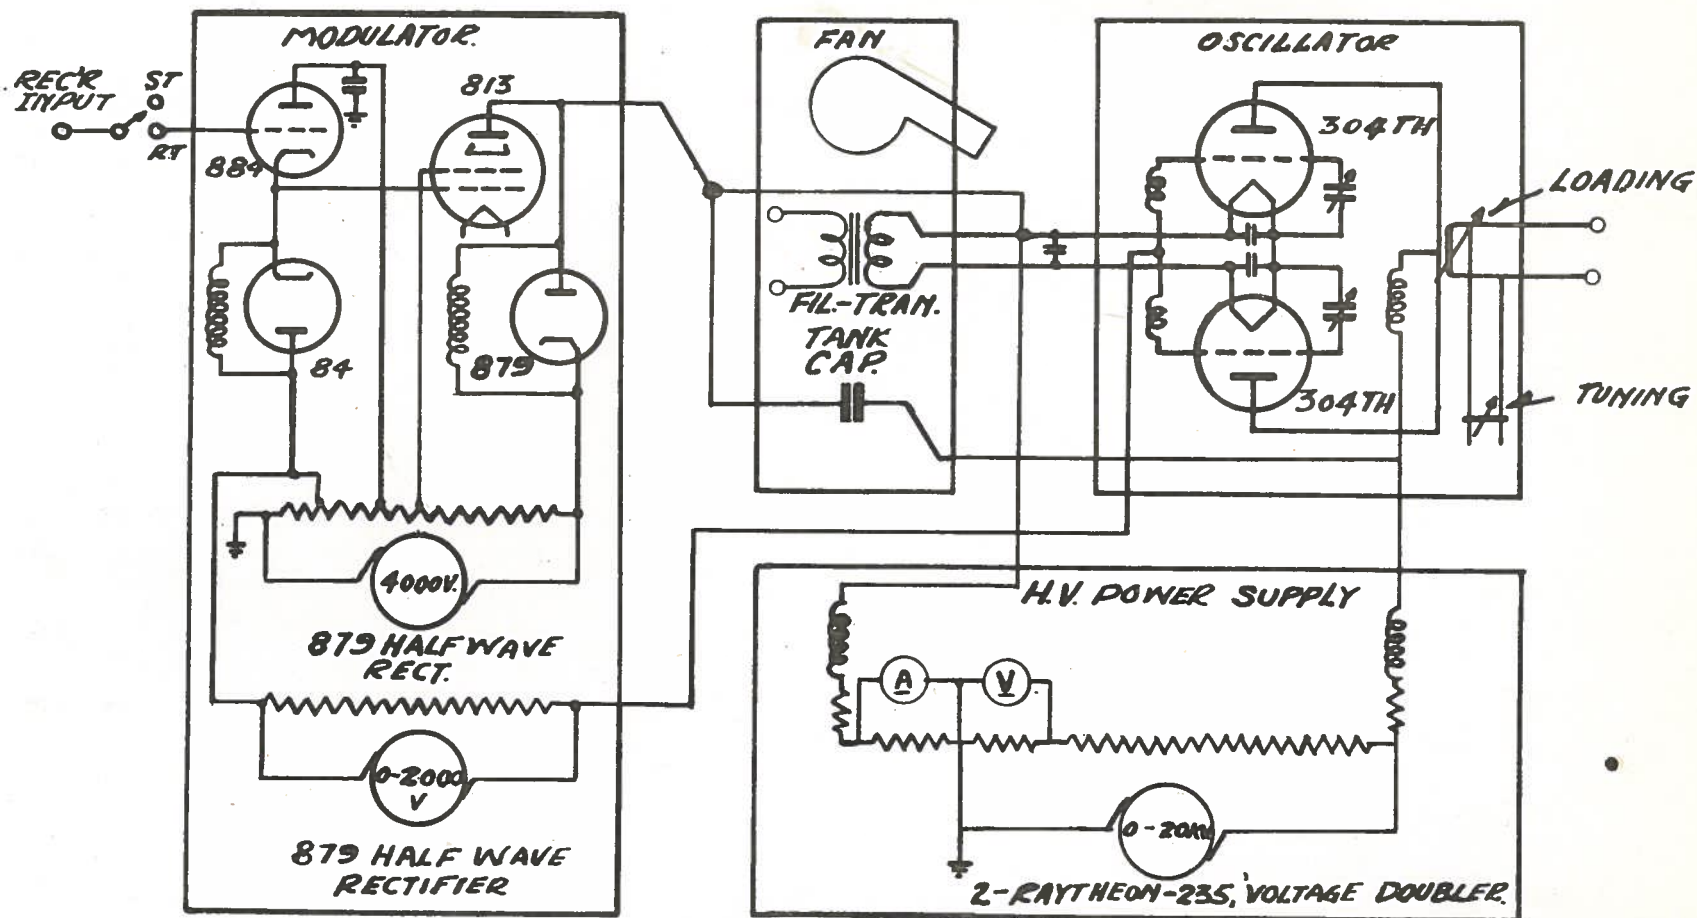 MODULATOR.
REC'R
INPUT
ST
RT
884
813
84
879
4000V.
879 HALF WAVE
RECT.
0-2000
V
879 HALF WAVE
RECTIFIER
FAN
FIL.-TRAN.
TANK
CAP.
OSCILLATOR
304TH
304TH
LOADING
TUNING
H.V. POWER SUPPLY
A
V
2-RAYTHEON-235, VOLTAGE DOUBLER.